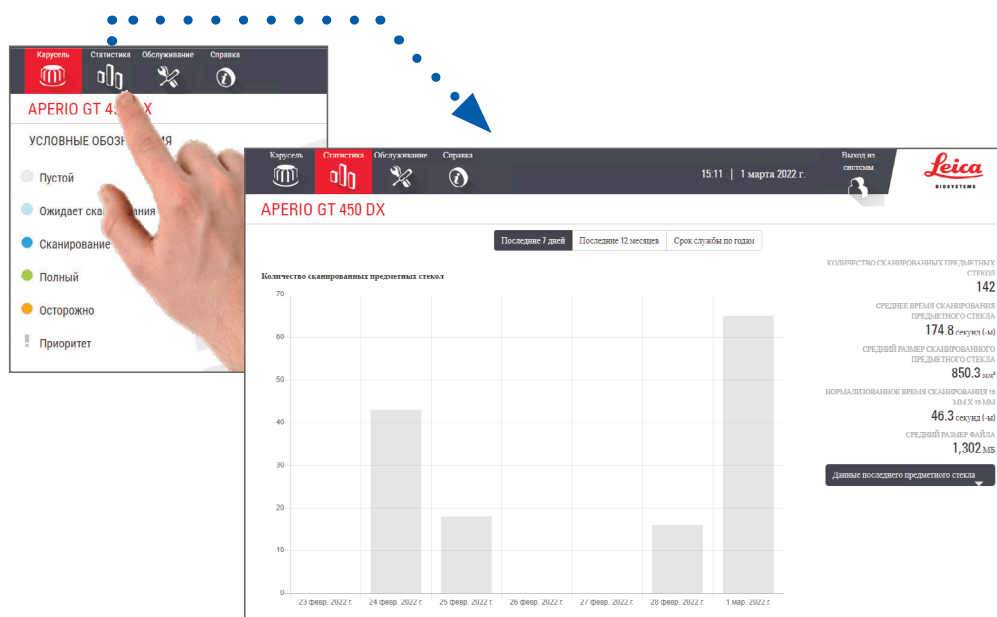 Карусель
Статистика
Обслуживание
Справка
APERIO GT 45 X
УСЛОВНЫЕ ОБОЗН ИЯ
Пустой
Ожидает ска ания
Сканирование
Полный
Осторожно
Приоритет
Карусель
Статистика
Обслуживание
Справка
15:11 | 1 марта 2022 г.
Выход из
системы
Leica
BIOSYSTEMS
APERIO GT 450 DX
Последние 7 дней
Последние 12 месяцев
Срок службы по годам
Количество сканированных предметных стекол
70
60
50
40
30
20
10
0
23 февр. 2022 г.
24 февр. 2022 г.
25 февр. 2022 г.
26 февр. 2022 г.
27 февр. 2022 г.
28 февр. 2022 г.
1 мар. 2022 г.
КОЛИЧЕСТВО СКАНИРОВАННЫХ ПРЕДМЕТНЫХ
СТЕКОЛ
142
СРЕДНЕЕ ВРЕМЯ СКАНИРОВАНИЯ
ПРЕДМЕТНОГО СТЕКЛА
174.8 секунд (-ы)
СРЕДНИЙ РАЗМЕР СКАНИРОВАННОГО
ПРЕДМЕТНОГО СТЕКЛА
850.3 мм²
НОРМАЛИЗОВАННОЕ ВРЕМЯ СКАНИРОВАНИЯ 15
ММ X 15 ММ
46.3 секунд (-ы)
СРЕДНИЙ РАЗМЕР ФАЙЛА
1,302 МБ
Данные последнего предметного стекла